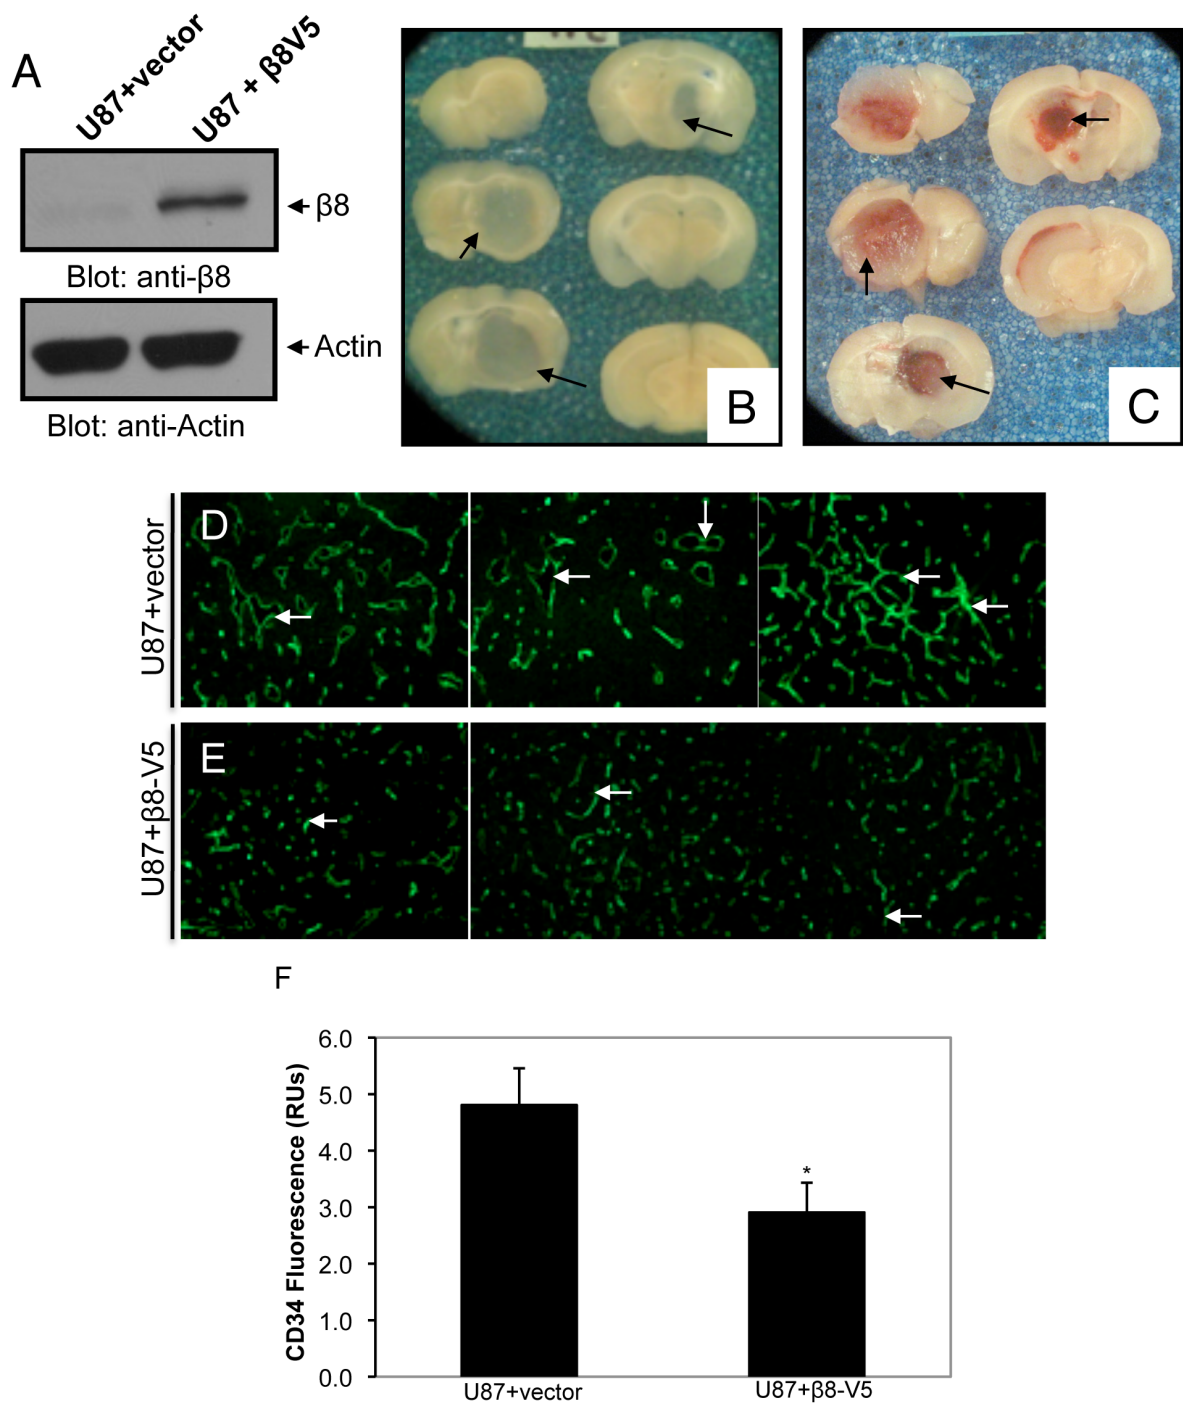 A
U87+vector
U87 + β8V5
β8
Blot: anti-β8
Actin
Blot: anti-Actin
B
C
U87+vector
D
U87+β8-V5
E
F
CD34 Fluorescence (RUs)
6.0
5.0
4.0
3.0
2.0
1.0
0.0
*
U87+vector
U87+β8-V5